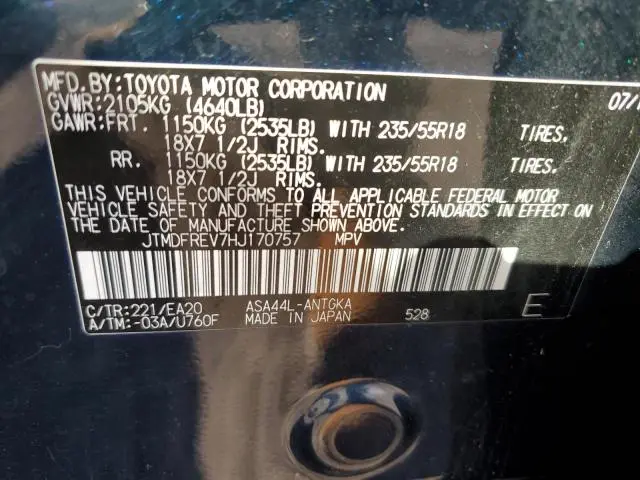 MFD.BY:TOYOTA MOTOR CORPORATION 07/
GVWR:2105KG (4640LB)
GAWR:FRT. 1150KG (2535LB) WITH 235/55R18 TIRES,
18X7 1/2J RIMS.
RR. 1150KG (2535LB) WITH 235/55R18 TIRES,
18X7 1/2J RIMS.
THIS VEHICLE CONFORMS TO ALL APPLICABLE FEDERAL MOTOR
VEHICLE SAFETY AND THEFT PREVENTION STANDARDS IN EFFECT ON
THE DATE OF MANUFACTURE SHOWN ABOVE.
JTMDFREV7HJ170757 MPV
C/TR:221/EA20 ASA44L-ANTGKA
A/TM:-03A/U760F MADE IN JAPAN 528 E